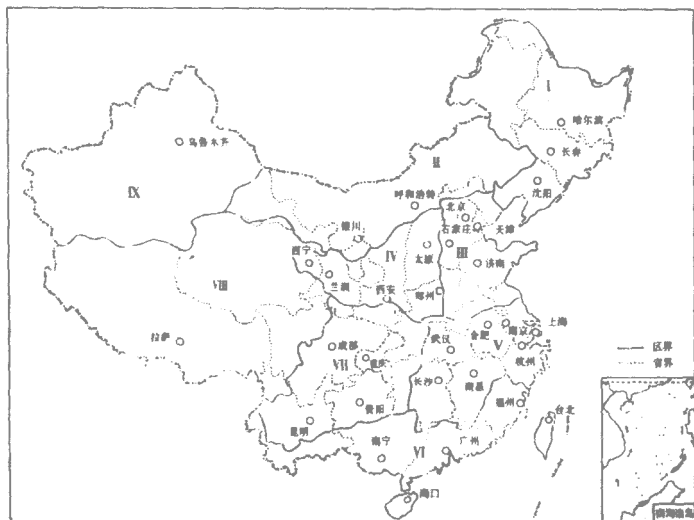 I
哈尔滨
长春
沈阳
乌鲁木齐
II
呼和浩特
IX
北京
天津
石家庄
银川
III
IV
太原
济南
西宁
兰州
西安
郑州
VIII
上海
南京
合肥
V
区界
省界
武汉
杭州
拉萨
成都
重庆
VII
长沙
南昌
贵阳
福州
台北
昆明
南宁
VI
广州
海口
南海诸岛